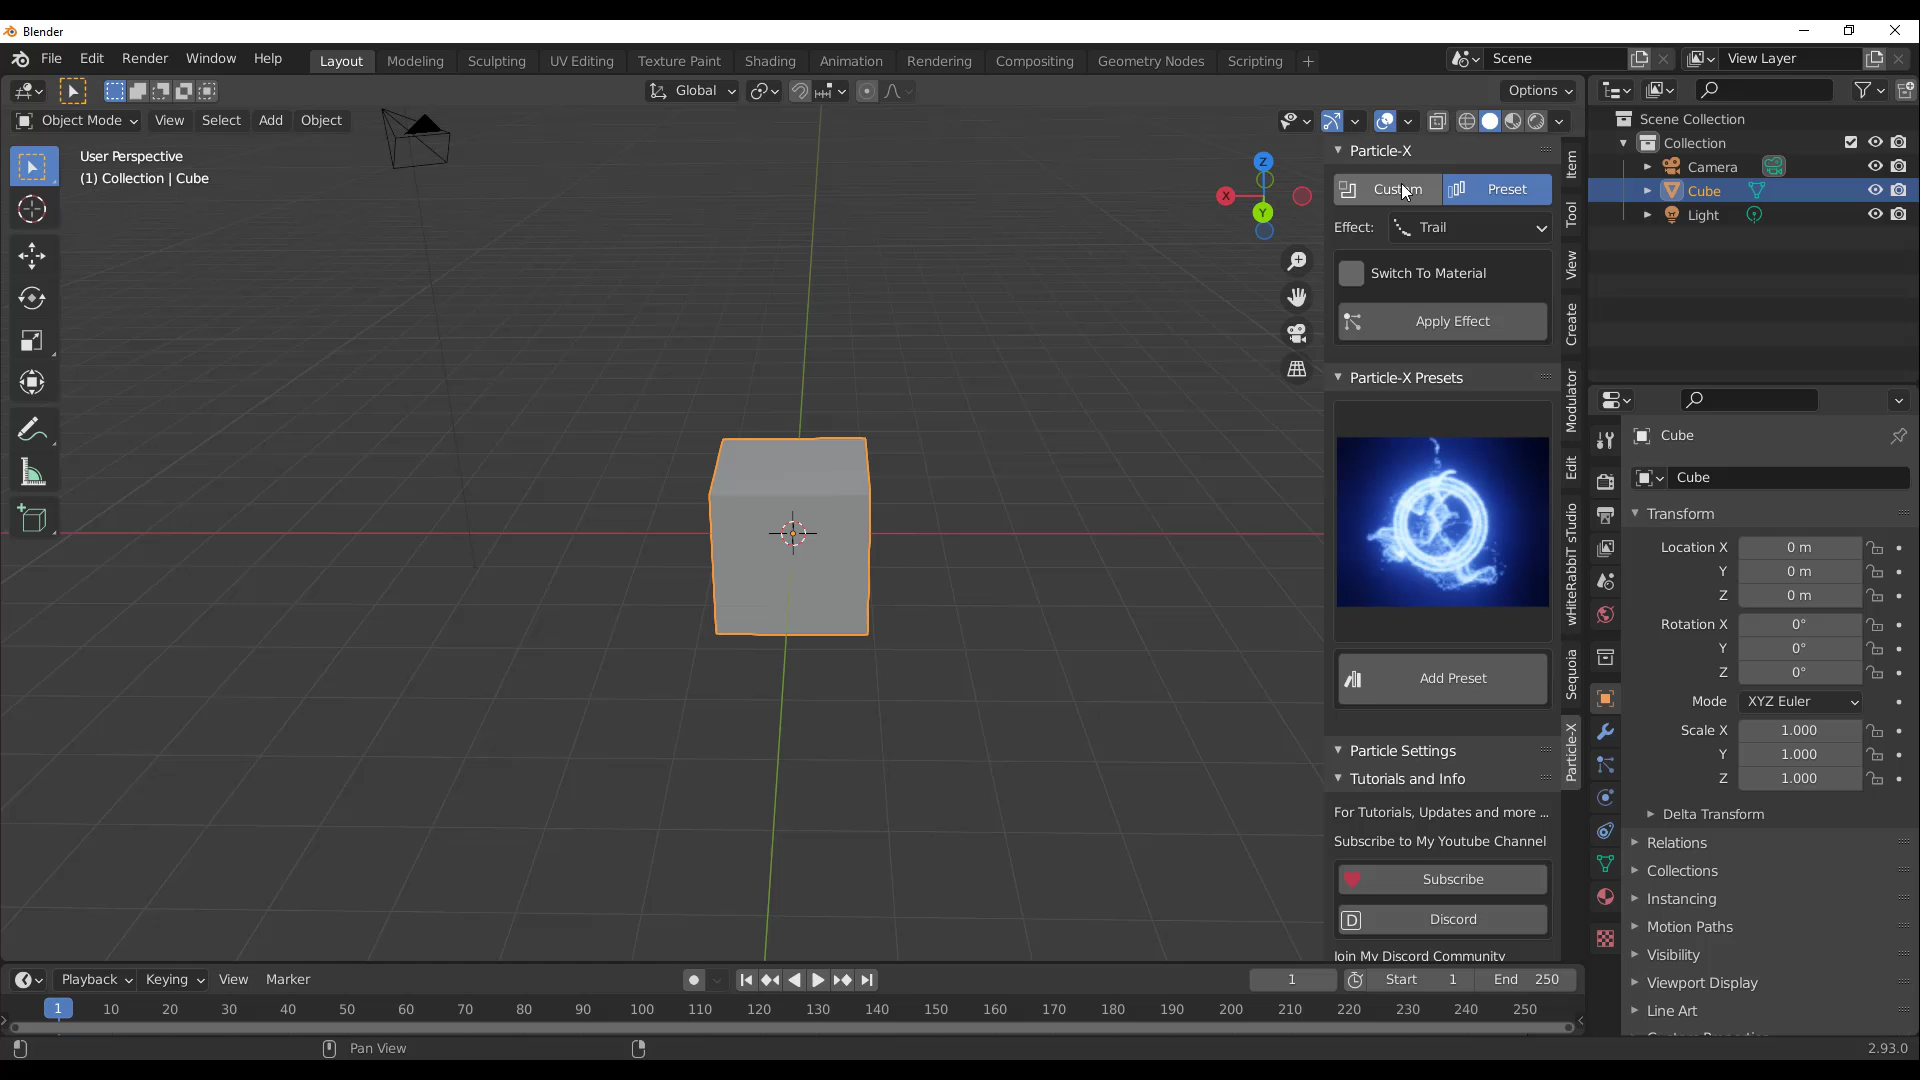 Blender
File Edit Render Window Help
Layout Modeling Sculpting UV Editing Texture Paint Shading Animation Rendering Compositing Geometry Nodes Scripting +
Scene
View Layer
Global
Options
Object Mode View Select Add Object
User Perspective
(1) Collection | Cube
Z
X
Y
Particle-X
Custom Preset
Effect: Trail
Switch To Material
Apply Effect
Particle-X Presets
Add Preset
Particle Settings
Tutorials and Info
For Tutorials, Updates and more ...
Subscribe to My Youtube Channel
Subscribe
D Discord
Join My Discord Community
Item
Tool
View
Create
Modulator
Edit
wHiteRabbiT sTudio
Sequoia
Particle-X
Scene Collection
Collection
Camera
Cube
Light
Cube
Cube
Transform
Location X 0 m
Y 0 m
Z 0 m
Rotation X 0°
Y 0°
Z 0°
Mode XYZ Euler
Scale X 1.000
Y 1.000
Z 1.000
Delta Transform
Relations
Collections
Instancing
Motion Paths
Visibility
Viewport Display
Line Art
Playback Keying View Marker
1 Start 1 End 250
1 10 20 30 40 50 60 70 80 90 100 110 120 130 140 150 160 170 180 190 200 210 220 230 240 250
Pan View
2.93.0